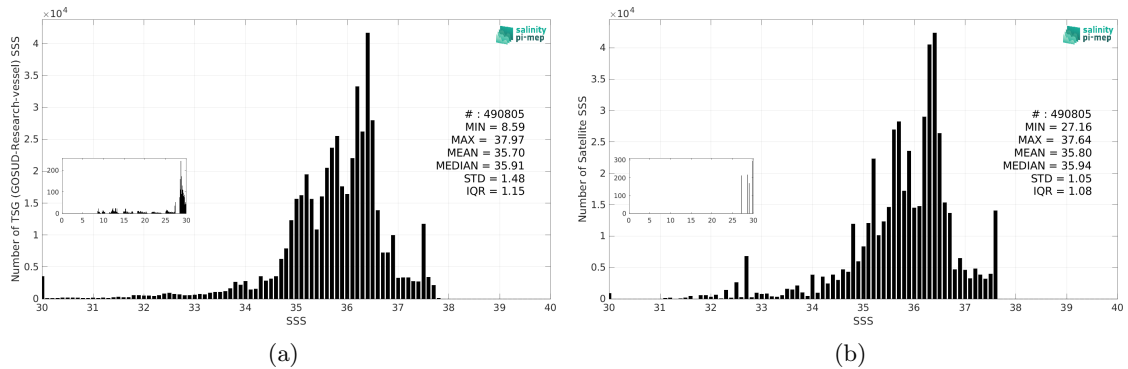 ×10⁴
salinity
pi-mep
# : 490805
MIN = 8.59
MAX = 37.97
MEAN = 35.70
MEDIAN = 35.91
STD = 1.48
IQR = 1.15
Number of TSG (GOSUD-Research-vessel) SSS
4
3.5
3
2.5
2
1.5
1
0.5
0
200
100
0
0 5 10 15 20 25 30
30 31 32 33 34 35 36 37 38 39 40
SSS
(a)
×10⁴
salinity
pi-mep
# : 490805
MIN = 27.16
MAX = 37.64
MEAN = 35.80
MEDIAN = 35.94
STD = 1.05
IQR = 1.08
Number of Satellite SSS
4
3.5
3
2.5
2
1.5
1
0.5
0
300
200
100
0
0 5 10 15 20 25 30
30 31 32 33 34 35 36 37 38 39 40
SSS
(b)